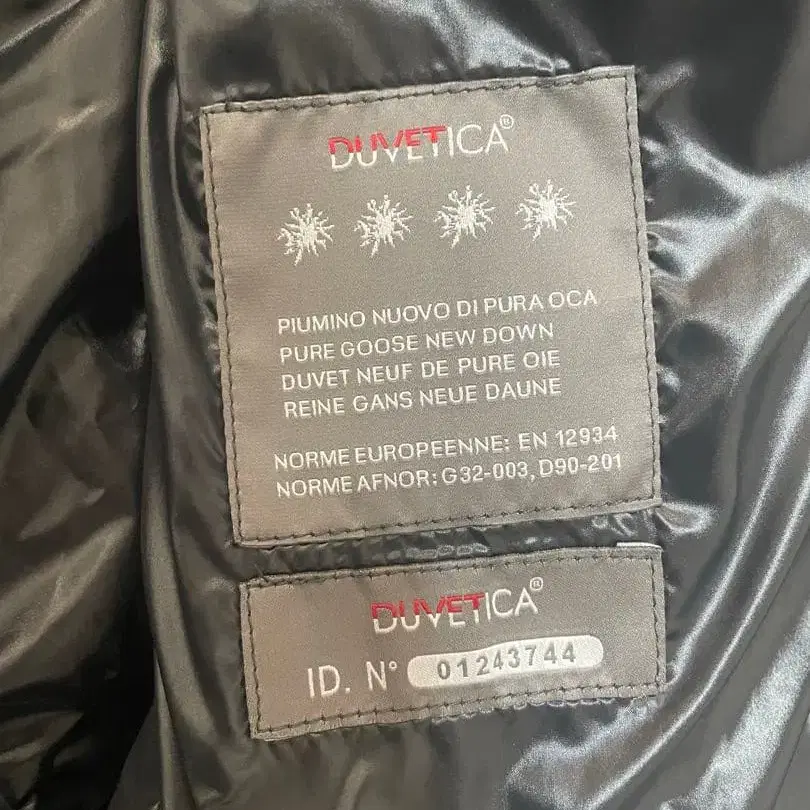 DUVETICA®
PIUMINO NUOVO DI PURA OCA
PURE GOOSE NEW DOWN
DUVET NEUF DE PURE OIE
REINE GANS NEUE DAUNE
NORME EUROPEENNE: EN 12934
NORME AFNOR: G32-003, D90-201
DUVETICA®
ID. N° 01243744